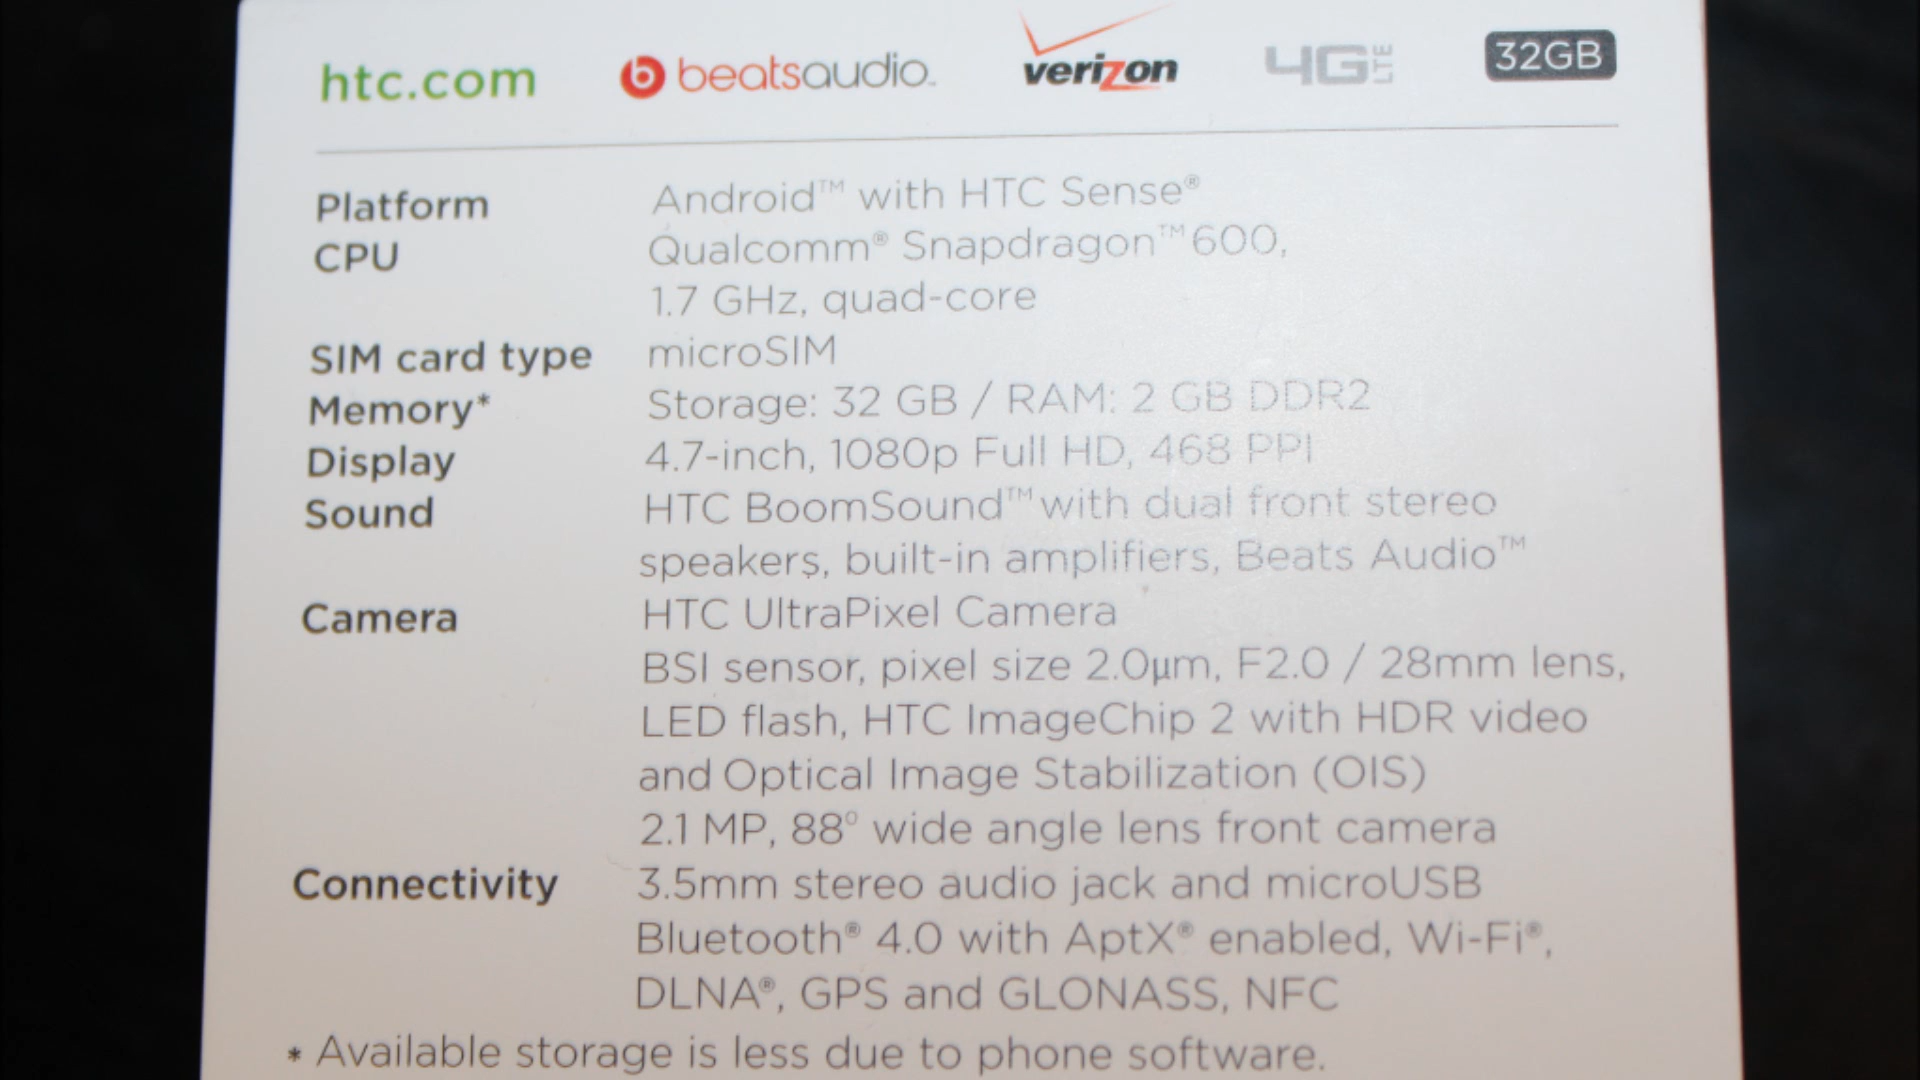 htc.com beatsaudio. verizon 4G LTE 32GB
Platform Android™ with HTC Sense®
CPU Qualcomm® Snapdragon™ 600,
1.7 GHz, quad-core
SIM card type microSIM
Memory* Storage: 32 GB / RAM: 2 GB DDR2
Display 4.7-inch, 1080p Full HD, 468 PPI
Sound HTC BoomSound™ with dual front stereo
speakers, built-in amplifiers, Beats Audio™
Camera HTC UltraPixel Camera
BSI sensor, pixel size 2.0µm, F2.0 / 28mm lens,
LED flash, HTC ImageChip 2 with HDR video
and Optical Image Stabilization (OIS)
2.1 MP, 88° wide angle lens front camera
Connectivity 3.5mm stereo audio jack and microUSB
Bluetooth® 4.0 with AptX® enabled, Wi-Fi®,
DLNA®, GPS and GLONASS, NFC
* Available storage is less due to phone software.